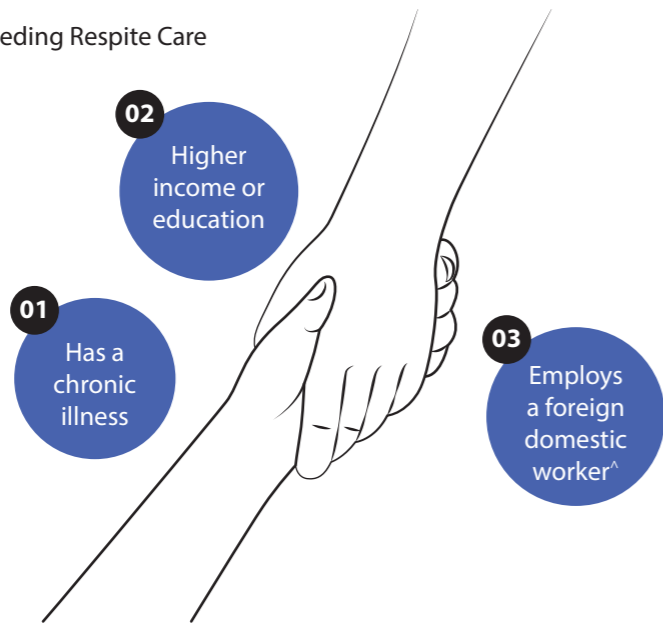 eding Respite Care
02
Higher
income or
education
01
Has a
chronic
illness
03
Employs
a foreign
domestic
worker^